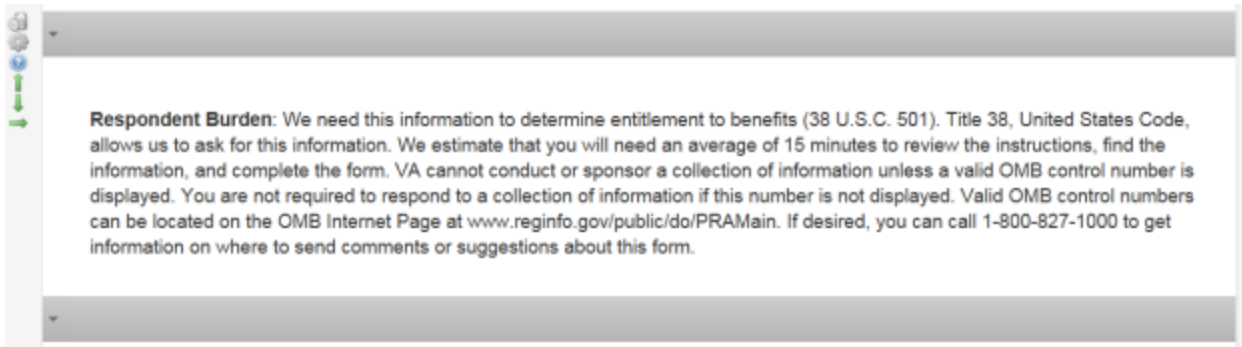 Respondent Burden: We need this information to determine entitlement to benefits (38 U.S.C. 501). Title 38, United States Code,
allows us to ask for this information. We estimate that you will need an average of 15 minutes to review the instructions, find the
information, and complete the form. VA cannot conduct or sponsor a collection of information unless a valid OMB control number is
displayed. You are not required to respond to a collection of information if this number is not displayed. Valid OMB control numbers
can be located on the OMB Internet Page at www.reginfo.gov/public/do/PRAMain. If desired, you can call 1-800-827-1000 to get
information on where to send comments or suggestions about this form.